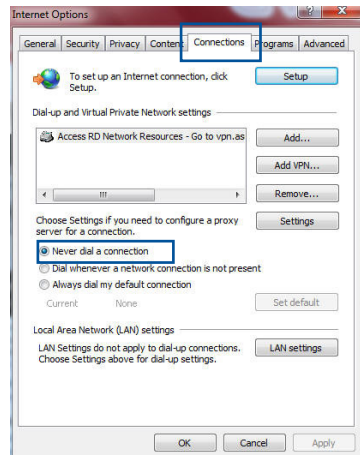 Internet Options
General Security Privacy Content Connections Programs Advanced
To set up an Internet connection, click
Setup.
Setup
Dial-up and Virtual Private Network settings
Access RD Network Resources - Go to vpn.as
Add...
Add VPN...
Remove...
Choose Settings if you need to configure a proxy
server for a connection.
Settings
Never dial a connection
Dial whenever a network connection is not present
Always dial my default connection
Current None
Set default
Local Area Network (LAN) settings
LAN Settings do not apply to dial-up connections.
Choose Settings above for dial-up settings.
LAN settings
OK Cancel Apply